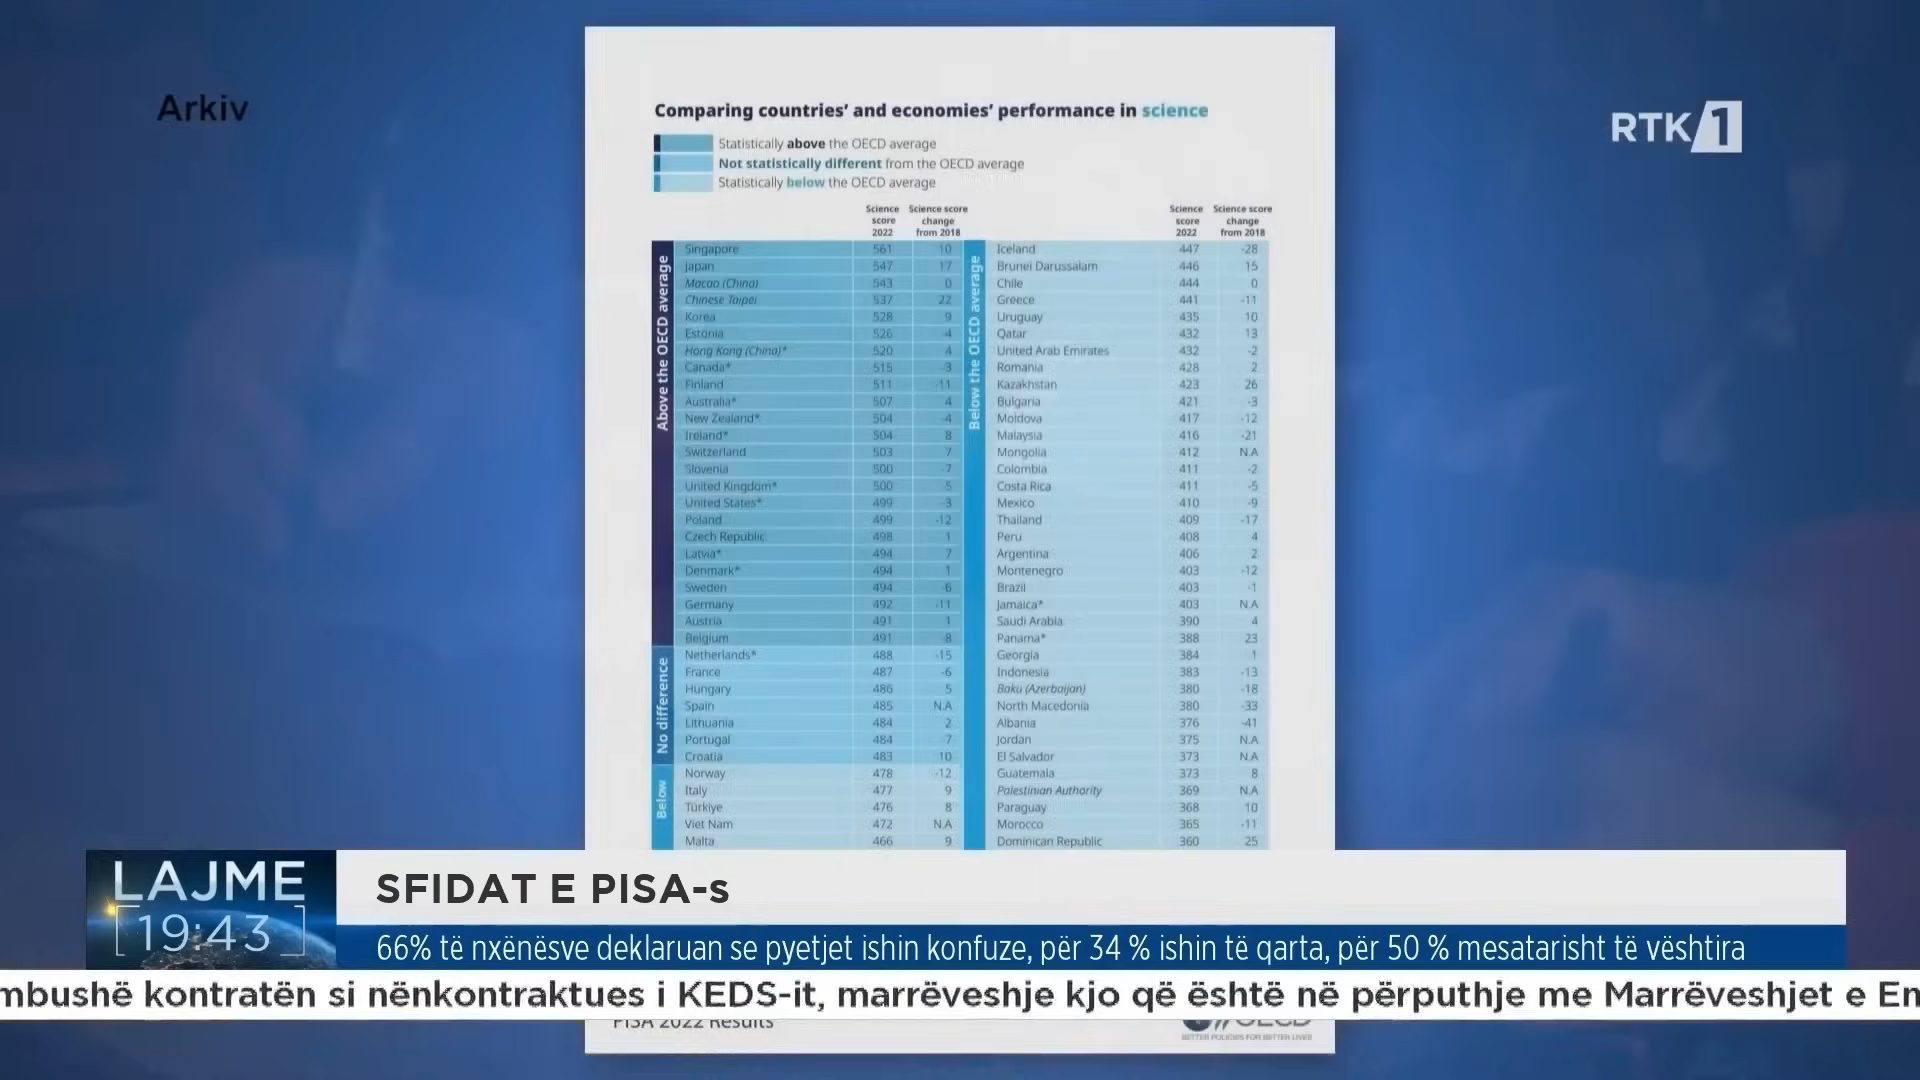 Arkiv
RTK/1
Comparing countries' and economies' performance in science
Statistically above the OECD average
Not statistically different from the OECD average
Statistically below the OECD average
Science score 2022 Science score change from 2018
Above the OECD average
Singapore 561 10
Japan 547 17
Macao (China) 543 0
Chinese Taipei 537 22
Korea 528 9
Estonia 526 -4
Hong Kong (China)* 520 4
Canada* 515 -3
Finland 511 -11
Australia* 507 4
New Zealand* 504 -4
Ireland* 504 8
Switzerland 503 7
Slovenia 500 -7
United Kingdom* 500 -5
United States* 499 -3
Poland 499 -12
Czech Republic 498 1
Latvia* 494 7
Denmark* 494 1
Sweden 494 -6
Germany 492 -11
Austria 491 1
Belgium 491 -8
No difference
Netherlands* 488 -15
France 487 -6
Hungary 486 5
Spain 485 N.A
Lithuania 484 2
Portugal 484 -7
Croatia 483 10
Below
Norway 478 -12
Italy 477 9
Türkiye 476 8
Viet Nam 472 N.A
Malta 466 9
Science score 2022 Science score change from 2018
Below the OECD average
Iceland 447 -28
Brunei Darussalam 446 15
Chile 444 0
Greece 441 -11
Uruguay 435 10
Qatar 432 13
United Arab Emirates 432 -2
Romania 428 2
Kazakhstan 423 26
Bulgaria 421 -3
Moldova 417 -12
Malaysia 416 -21
Mongolia 412 N.A
Colombia 411 -2
Costa Rica 411 -5
Mexico 410 -9
Thailand 409 -17
Peru 408 4
Argentina 406 2
Montenegro 403 -12
Brazil 403 -1
Jamaica* 403 N.A
Saudi Arabia 390 4
Panama* 388 23
Georgia 384 1
Indonesia 383 -13
Baku (Azerbaijan) 380 -18
North Macedonia 380 -33
Albania 376 -41
Jordan 375 N.A
El Salvador 373 N.A
Guatemala 373 8
Palestinian Authority 369 N.A
Paraguay 368 10
Morocco 365 -11
Dominican Republic 360 25
LAJME
19:43
SFIDAT E PISA-s
66% të nxënësve deklaruan se pyetjet ishin konfuze, për 34 % ishin të qarta, për 50 % mesatarisht të vështira
mbushë kontratën si nënkontraktues i KEDS-it, marrëveshje kjo që është në përputhje me Marrëveshjet e En
PISA 2022 Results
OECD
BETTER POLICIES FOR BETTER LIVES